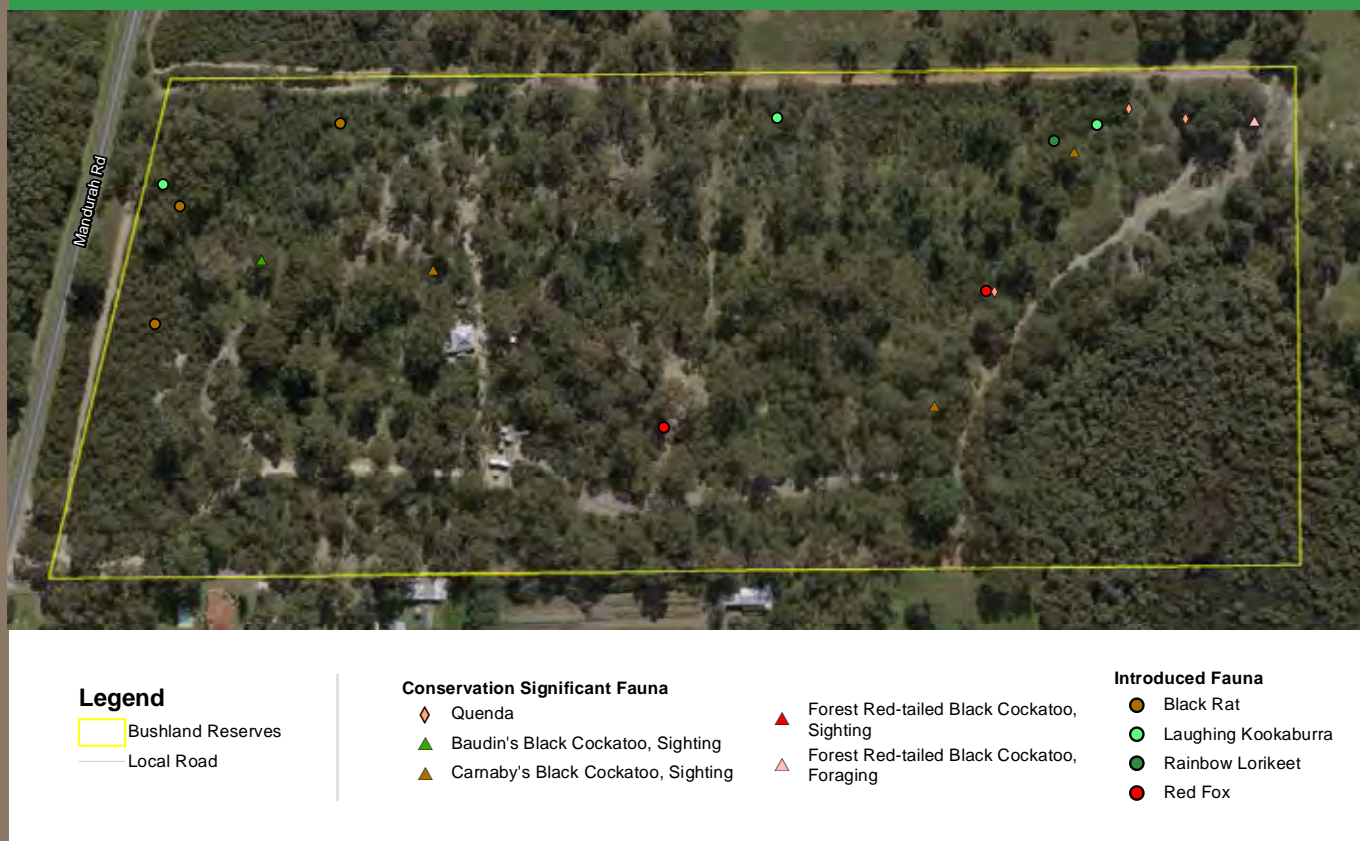 Mandurah Rd
Legend
Bushland Reserves
Local Road
Conservation Significant Fauna
Quenda
Baudin's Black Cockatoo, Sighting
Carnaby's Black Cockatoo, Sighting
Forest Red-tailed Black Cockatoo,
Sighting
Forest Red-tailed Black Cockatoo,
Foraging
Introduced Fauna
Black Rat
Laughing Kookaburra
Rainbow Lorikeet
Red Fox